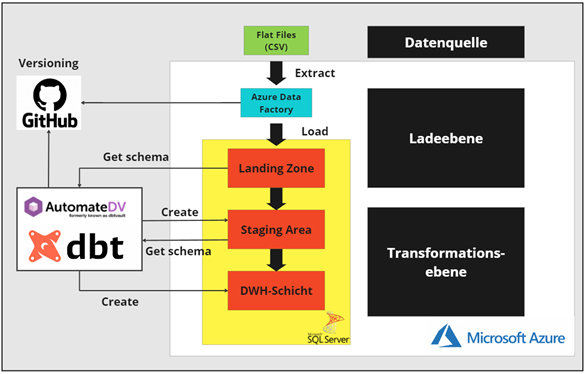 Flat Files
(CSV)
Datenquelle
Versioning
Extract
GitHub
Azure Data
Factory
Load
Ladeebene
Get schema
Landing Zone
AutomateDV
formerly known as dbtvault
Create
Staging Area
dbt
Get schema
Transformations-
ebene
DWH-Schicht
Create
Microsoft
SQL Server
Microsoft Azure